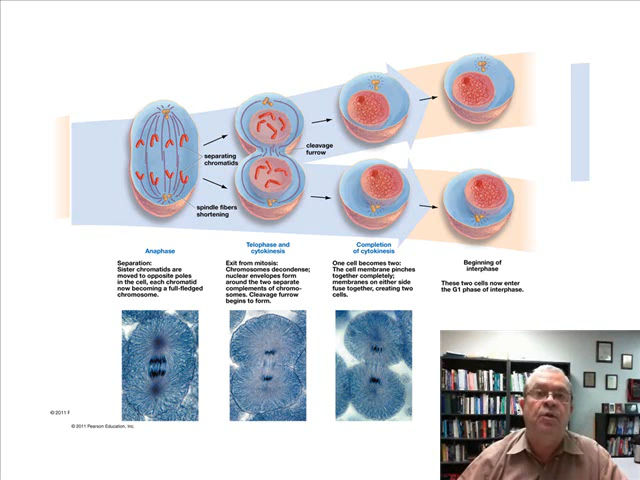 cleavage
furrow
separating
chromatids
spindle fibers
shortening
Anaphase
Separation:
Sister chromatids are
moved to opposite poles
in the cell, each chromatid
now becoming a full-fledged
chromosome.
Telophase and
cytokinesis
Exit from mitosis:
Chromosomes decondense;
nuclear envelopes form
around the two separate
complements of chromo-
somes. Cleavage furrow
begins to form.
Completion
of cytokinesis
One cell becomes two:
The cell membrane pinches
together completely;
membranes on either side
fuse together, creating two
cells.
Beginning of
interphase
These two cells now enter
the G1 phase of interphase.
© 2011 F
© 2011 Pearson Education, Inc.